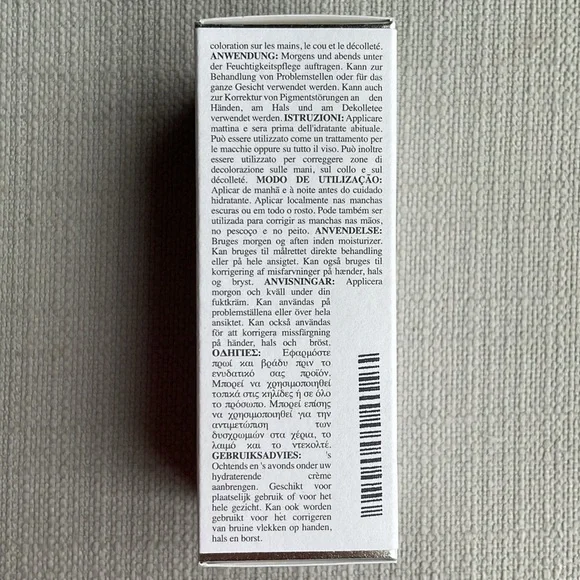 coloration sur les mains, le cou et le décolleté.
ANWENDUNG: Morgens und abends unter
der Feuchtigkeitspflege auftragen. Kann zur
Behandlung von Problemstellen oder für das
ganze Gesicht verwendet werden. Kann auch
zur Korrektur von Pigmentstörungen an den
Händen, am Hals und am Dekolletee
verwendet werden. ISTRUZIONI: Applicare
mattina e sera prima dell'idratante abituale.
Può essere utilizzato come un trattamento per
le macchie oppure su tutto il viso. Può inoltre
essere utilizzato per correggere zone di
decolorazione sulle mani, sul collo e sul
décolleté. MODO DE UTILIZAÇÃO:
Aplicar de manhã e à noite antes do cuidado
hidratante. Aplicar localmente nas manchas
escuras ou em todo o rosto. Pode também ser
utilizada para corrigir as manchas nas mãos,
no pescoço e no peito. ANVENDELSE:
Bruges morgen og aften inden moisturizer.
Kan bruges til målrettet direkte behandling
eller på hele ansigtet. Kan også bruges til
korrigering af misfarvninger på hænder, hals
og bryst. ANVISNINGAR: Applicera
morgon och kväll under din
fuktkräm. Kan användas på
problemställena eller över hela
ansiktet. Kan också användas
för att korrigera missfärgning
på händer, hals och bröst.
ΟΔΗΓΙΕΣ: Εφαρμόστε
πρωί και βράδυ πριν το
ενυδατικό σας προϊόν.
Μπορεί να χρησιμοποιηθεί
τοπικά στις κηλίδες ή σε όλο
το πρόσωπο. Μπορεί επίσης
να χρησιμοποιηθεί για την
αντιμετώπιση των
δυσχρωμιών στα χέρια, το
λαιμό και το ντεκολτέ.
GEBRUIKSADVIES: 's
Ochtends en 's avonds onder uw
hydraterende crème
aanbrengen. Geschikt voor
plaatselijk gebruik of voor het
hele gezicht. Kan ook worden
gebruikt voor het corrigeren
van bruine vlekken op handen,
hals en borst.